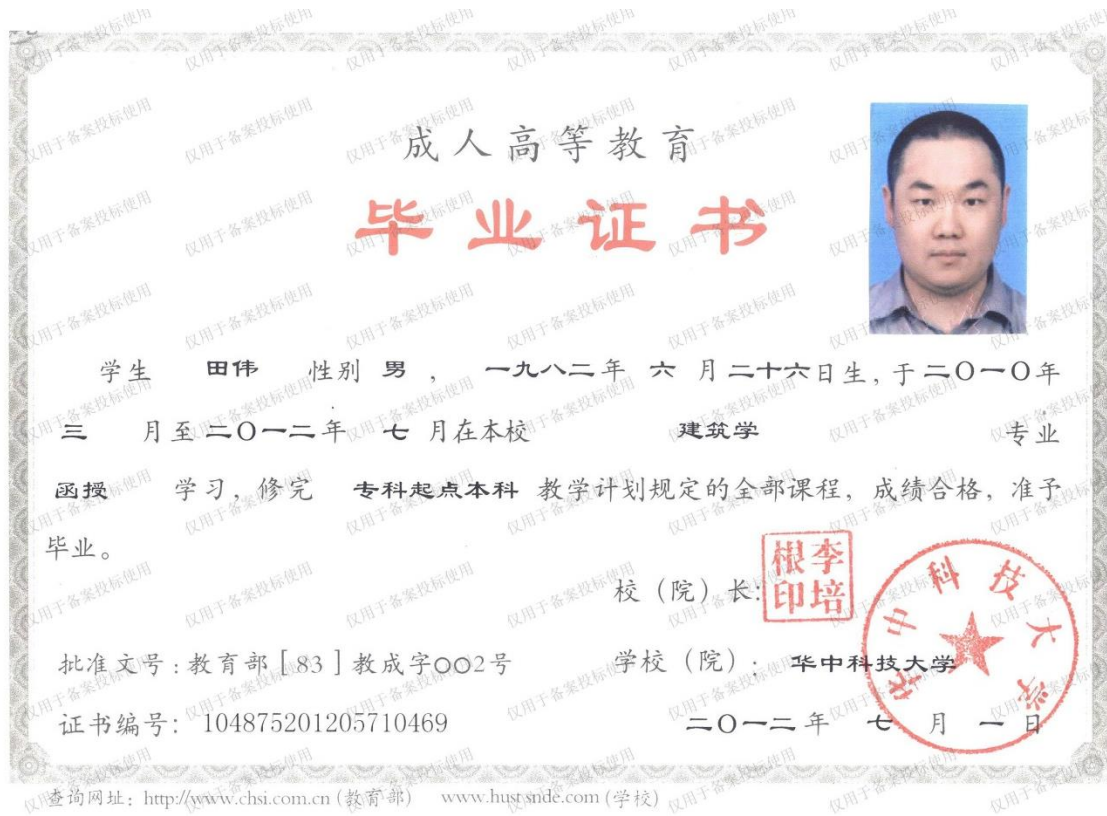 成人高等教育
毕业证书
学生 田伟 性别 男 , 一九八二年 六 月二十六日生, 于二〇一〇年
三 月至二〇一二年 七 月在本校 建筑学 专业
函授 学习, 修完 专科起点本科 教学计划规定的全部课程, 成绩合格, 准予
毕业。
校（院）长: 李培根印
批准文号: 教育部［83］教成字〇〇2号
学校（院）: 华中科技大学
华中科技大学
证书编号: 104875201205710469
二〇一二年 七 月 一 日
查询网址: http://www.chsi.com.cn (教育部) www.hustsnde.com (学校)
仅用于备案投标使用